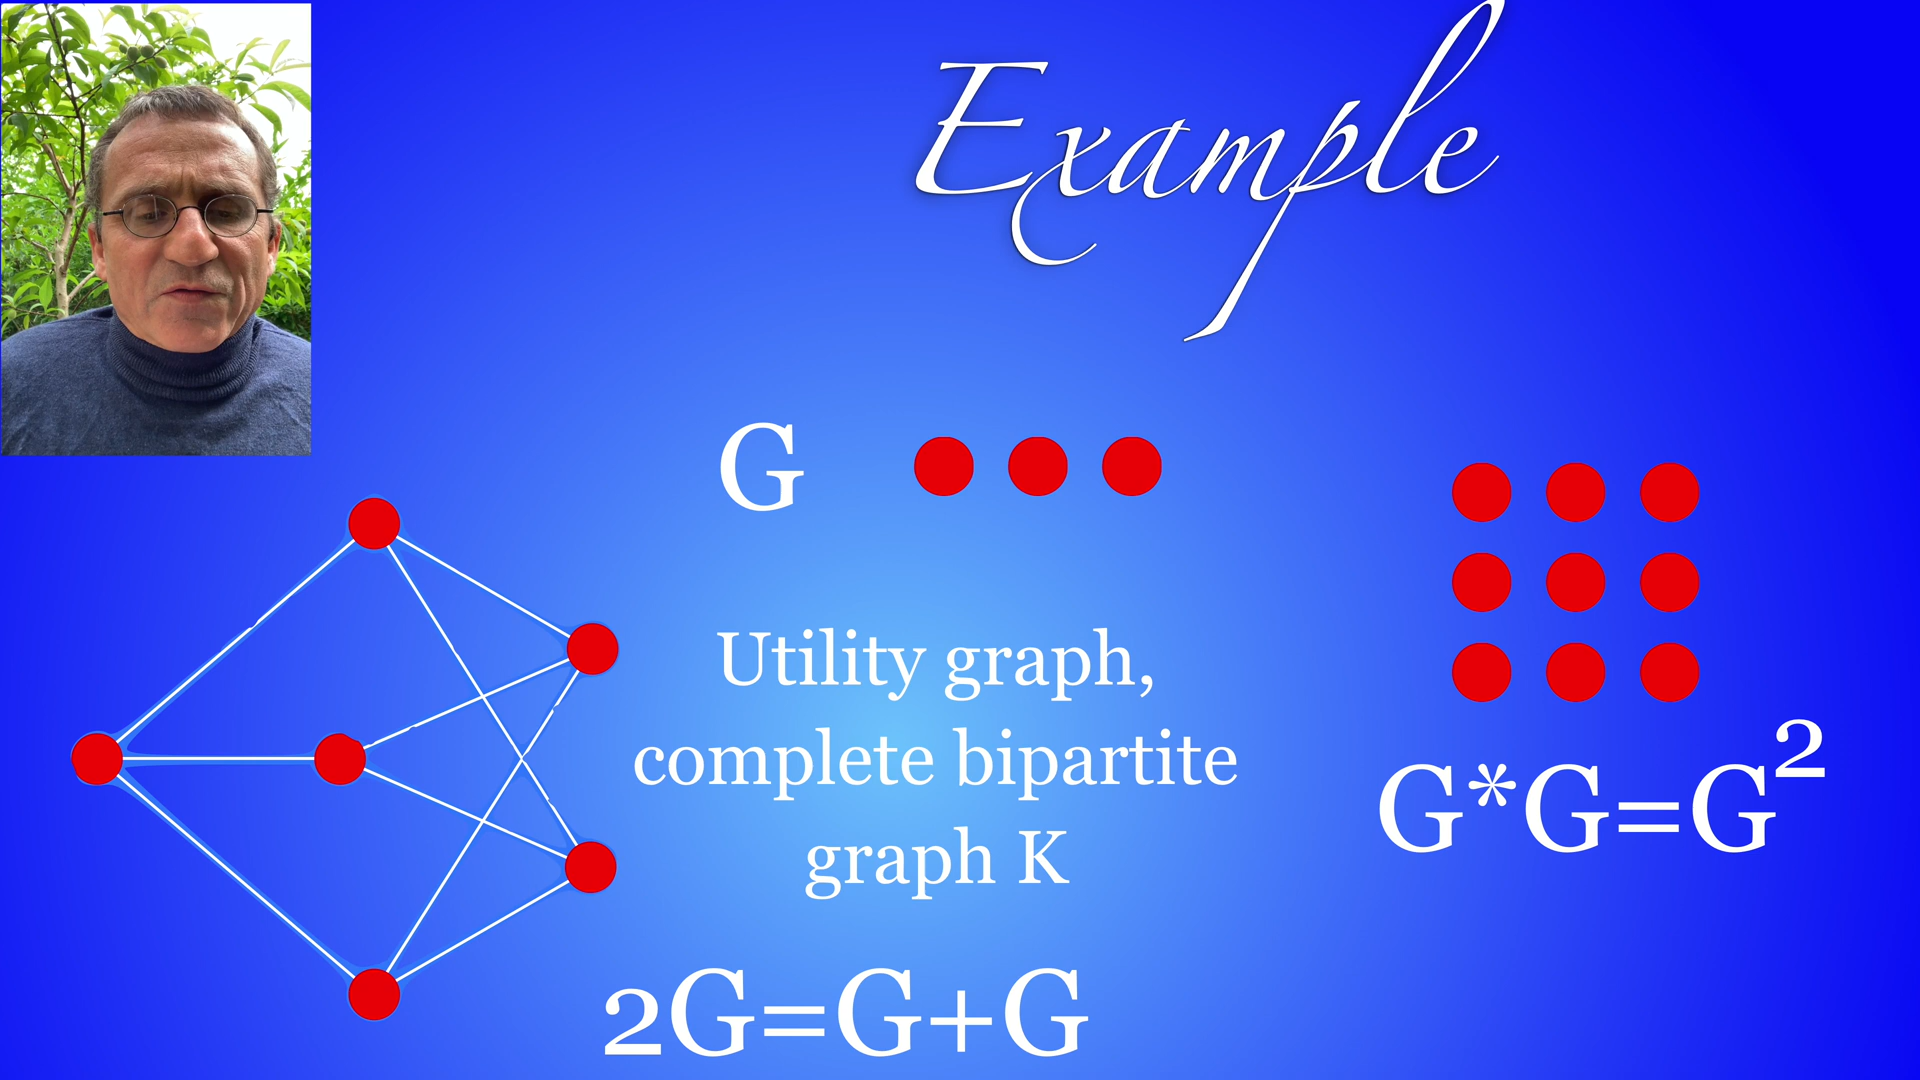 Example
G
Utility graph,
complete bipartite
graph K
G*G=G²
2G=G+G